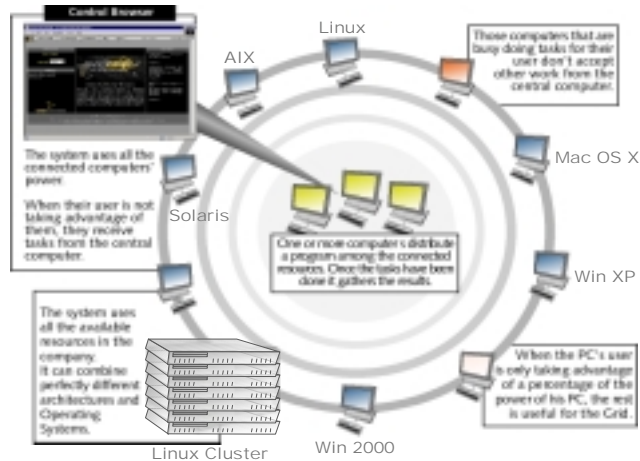 Control Browser
Linux
AIX
Those computers that are
busy doing tasks for their
user don't accept
other work from the
central computer.
Mac OS X
The system uses all the
connected computers'
power.
When their user is not
taking advantage of
them, they receive
tasks from the central
computer.
Solaris
One or more computers distribute
a program among the connected
resources. Once the tasks have been
done it gathers the results.
Win XP
The system uses
all the available
resources in the
company.
It can combine
perfectly different
architectures and
Operating
Systems.
When the PC's user
is only taking advantage
of a percentage of the
power of his PC, the rest
is useful for the Grid.
Linux Cluster
Win 2000